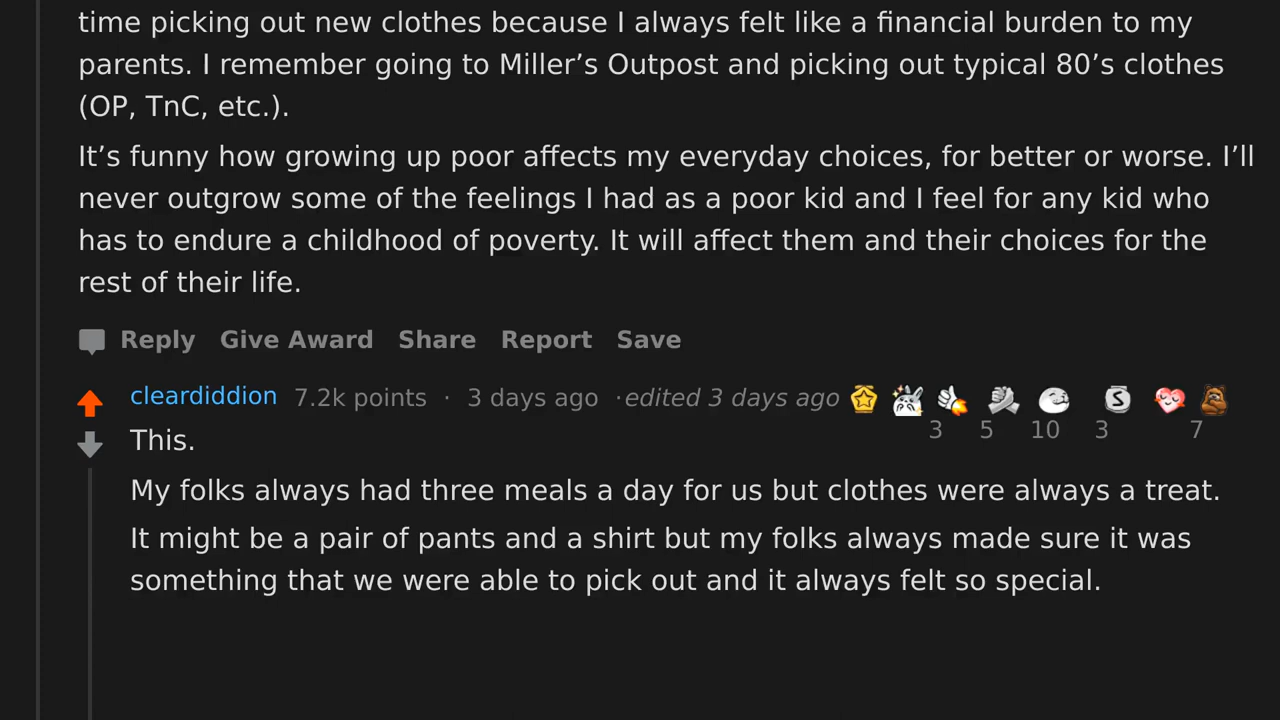 time picking out new clothes because I always felt like a financial burden to my
parents. I remember going to Miller’s Outpost and picking out typical 80’s clothes
(OP, TnC, etc.).
It’s funny how growing up poor affects my everyday choices, for better or worse. I’ll
never outgrow some of the feelings I had as a poor kid and I feel for any kid who
has to endure a childhood of poverty. It will affect them and their choices for the
rest of their life.
Reply Give Award Share Report Save
cleardiddion 7.2k points · 3 days ago ·edited 3 days ago S
3 5 10 3 7
This.
My folks always had three meals a day for us but clothes were always a treat.
It might be a pair of pants and a shirt but my folks always made sure it was
something that we were able to pick out and it always felt so special.